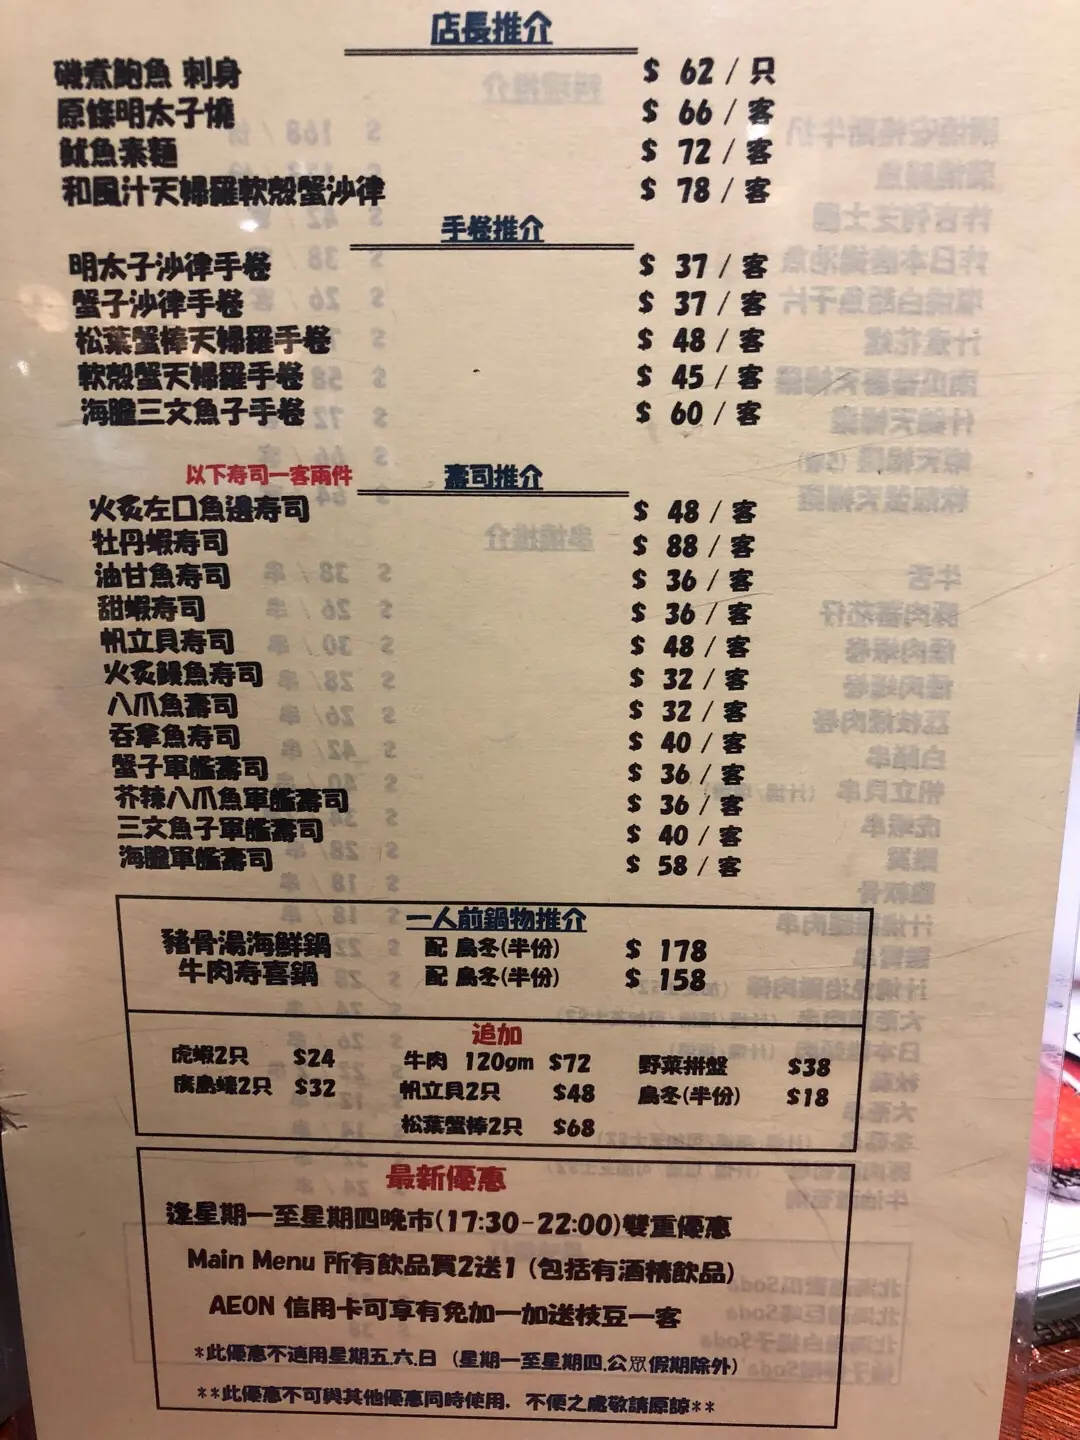 店長推介
磯煮鮑魚 刺身 $ 62 / 只
原條明太子燒 $ 66 / 客
魷魚素麵 $ 72 / 客
和風汁天婦羅軟殼蟹沙律 $ 78 / 客
手卷推介
明太子沙律手卷 $ 37 / 客
蟹子沙律手卷 $ 37 / 客
松葉蟹棒天婦羅手卷 $ 48 / 客
軟殼蟹天婦羅手卷 $ 45 / 客
海膽三文魚子手卷 $ 60 / 客
以下寿司一客兩件 壽司推介
火炙左口魚邊寿司 $ 48 / 客
牡丹蝦寿司 $ 88 / 客
油甘魚寿司 $ 36 / 客
甜蝦寿司 $ 36 / 客
帆立貝寿司 $ 48 / 客
火炙鰻魚寿司 $ 32 / 客
八爪魚壽司 $ 32 / 客
吞拿魚寿司 $ 40 / 客
蟹子軍艦壽司 $ 36 / 客
芥辣八爪魚軍艦壽司 $ 36 / 客
三文魚子軍艦壽司 $ 40 / 客
海膽軍艦壽司 $ 58 / 客
一人前鍋物推介
豬骨湯海鮮鍋 配 烏冬(半份) $ 178
牛肉寿喜鍋 配 烏冬(半份) $ 158
追加
虎蝦2只 $24 牛肉 120gm $72 野菜拼盤 $38
廣島蠔2只 $32 帆立貝2只 $48 烏冬(半份) $18
松葉蟹棒2只 $68
最新優惠
逢星期一至星期四晚市(17:30-22:00)雙重優惠
Main Menu 所有飲品買2送1 (包括有酒精飲品)
AEON 信用卡可享有免加一加送枝豆一客
*此優惠不適用星期五.六.日 (星期一至星期四.公眾假期除外)
**此優惠不可與其他優惠同時使用. 不便之處敬請原諒**